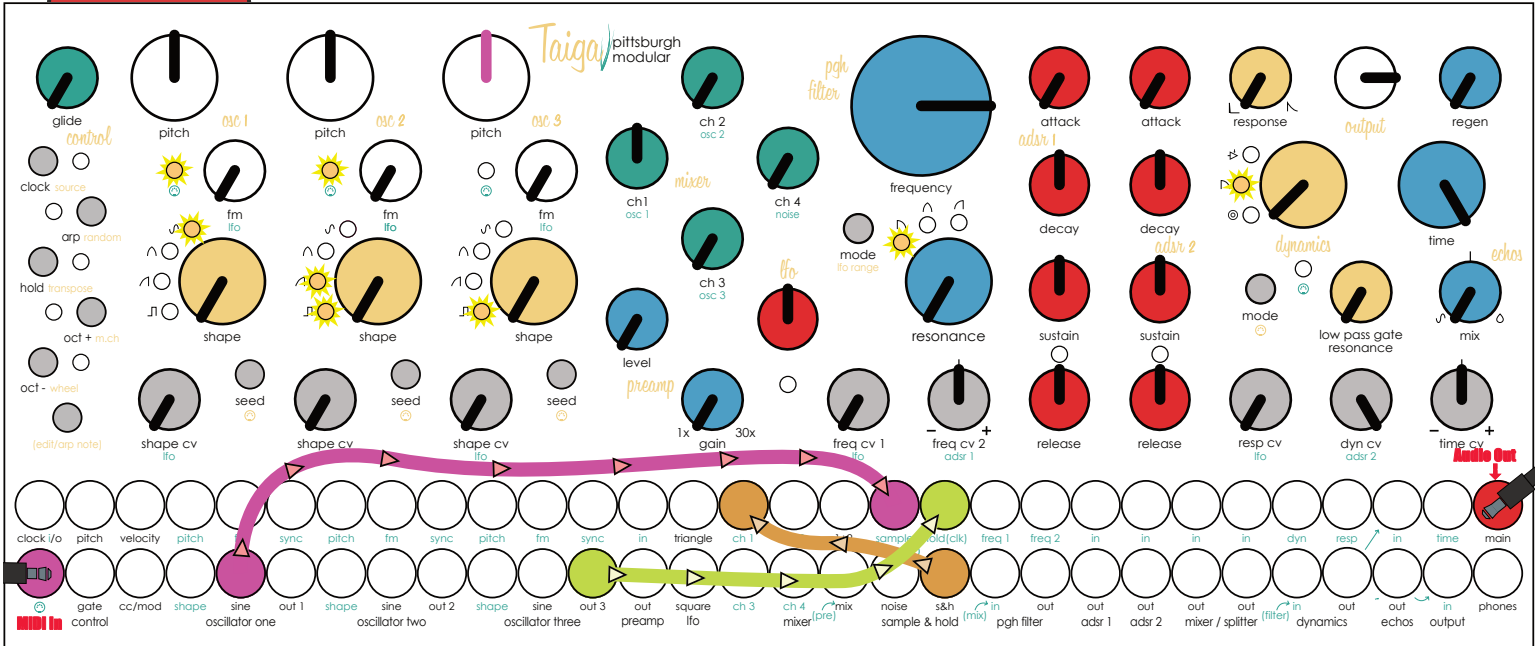 Taiga pittsburgh modular
glide
control
clock source
arp random
hold transpose
oct + m.ch
oct - wheel
(edit/arp note)
pitch
osc 1
fm
lfo
shape
seed
shape cv
lfo
pitch
osc 2
fm
lfo
shape
seed
shape cv
pitch
osc 3
fm
lfo
shape
seed
shape cv
lfo
ch 2
osc 2
ch1
osc 1
mixer
ch 4
noise
ch 3
osc 3
lfo
level
preamp
1x
30x
gain
pgh filter
frequency
mode
lfo range
resonance
freq cv 1
lfo
- +
freq cv 2
adsr 1
adsr 1
attack
decay
sustain
release
attack
decay
adsr 2
sustain
release
response
output
regen
dynamics
time
echos
mode
low pass gate
resonance
mix
resp cv
lfo
dyn cv
adsr 2
- +
time cv
Audio Out
clock i/o pitch velocity pitch sync pitch fm sync pitch fm sync in triangle ch 1 sample hold(clk) freq 1 freq 2 in in in in dyn resp in time main
gate cc/mod shape sine out 1 shape sine out 2 shape sine out 3 out square ch 3 ch 4 mix noise s&h in out out out out out in out out in phones
MIDI In control oscillator one oscillator two oscillator three preamp lfo mixer (pre) sample & hold (mix) pgh filter adsr 1 adsr 2 mixer / splitter (filter) dynamics echos output